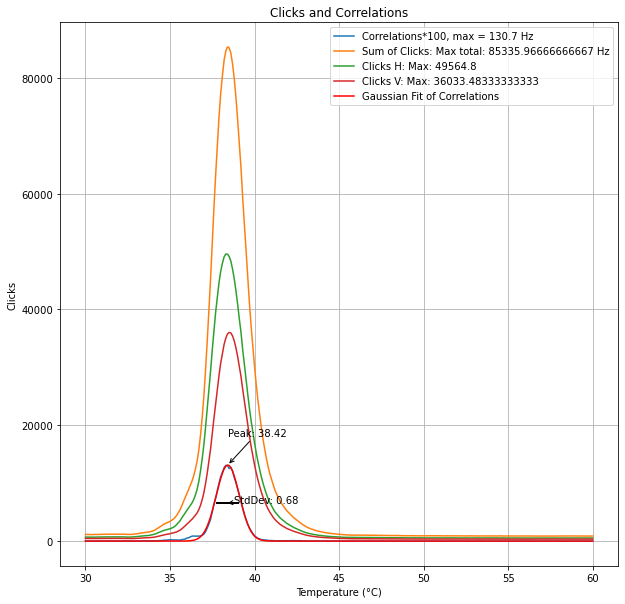 Clicks and Correlations
Correlations*100, max = 130.7 Hz
Sum of Clicks: Max total: 85335.96666666667 Hz
Clicks H: Max: 49564.8
Clicks V: Max: 36033.48333333333
Gaussian Fit of Correlations
80000
60000
40000
20000
0
Clicks
Peak: 38.42
StdDev: 0.68
30 35 40 45 50 55 60
Temperature (°C)